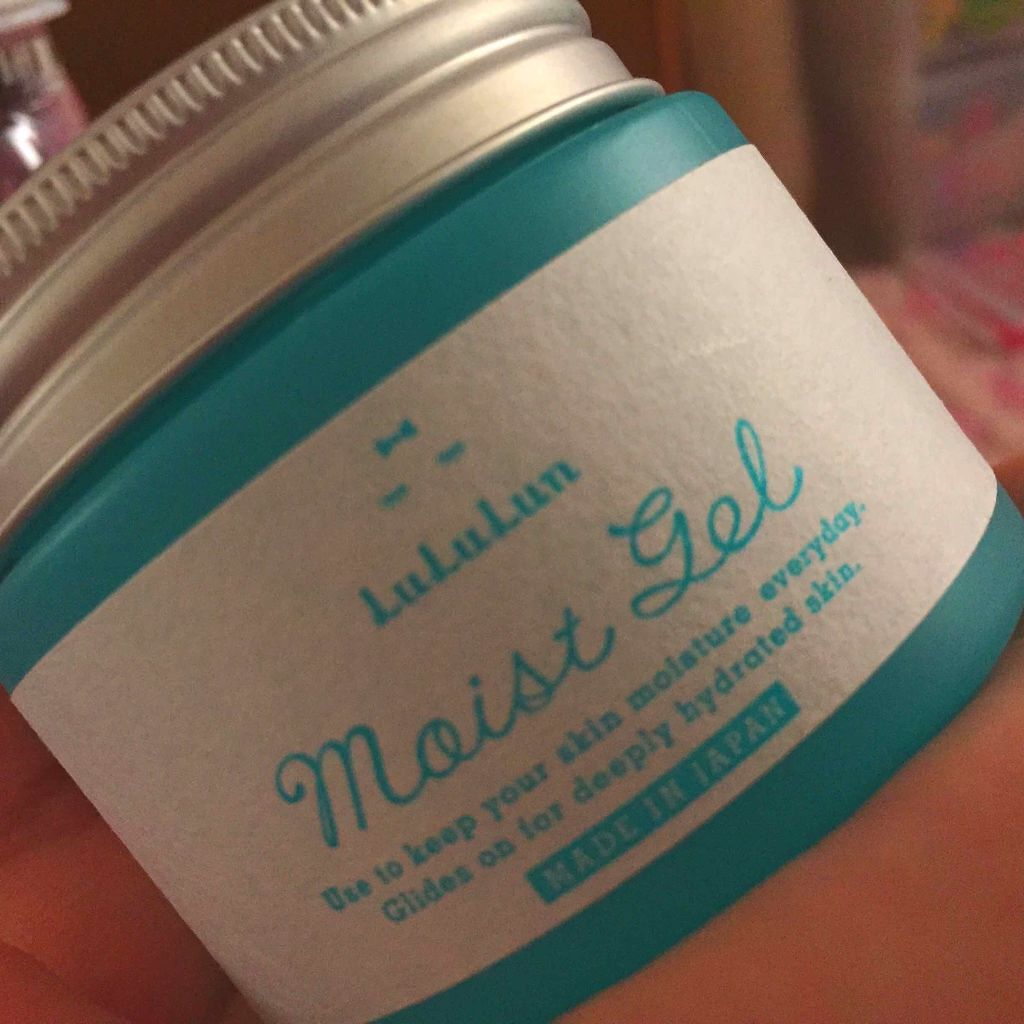 LuLuLun
Moist Gel
Use to keep your skin moisture everyday.
Glides on for deeply hydrated skin.
MADE IN JAPAN